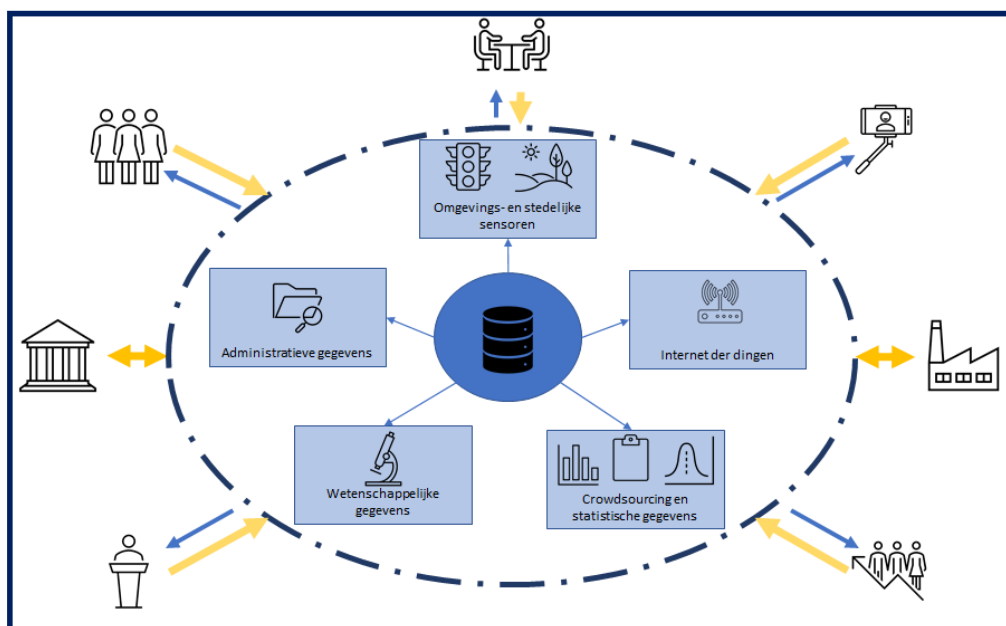 Omgevings- en stedelijke
sensoren
Administratieve gegevens
Internet der dingen
Wetenschappelijke
gegevens
Crowdsourcing en
statistische gegevens